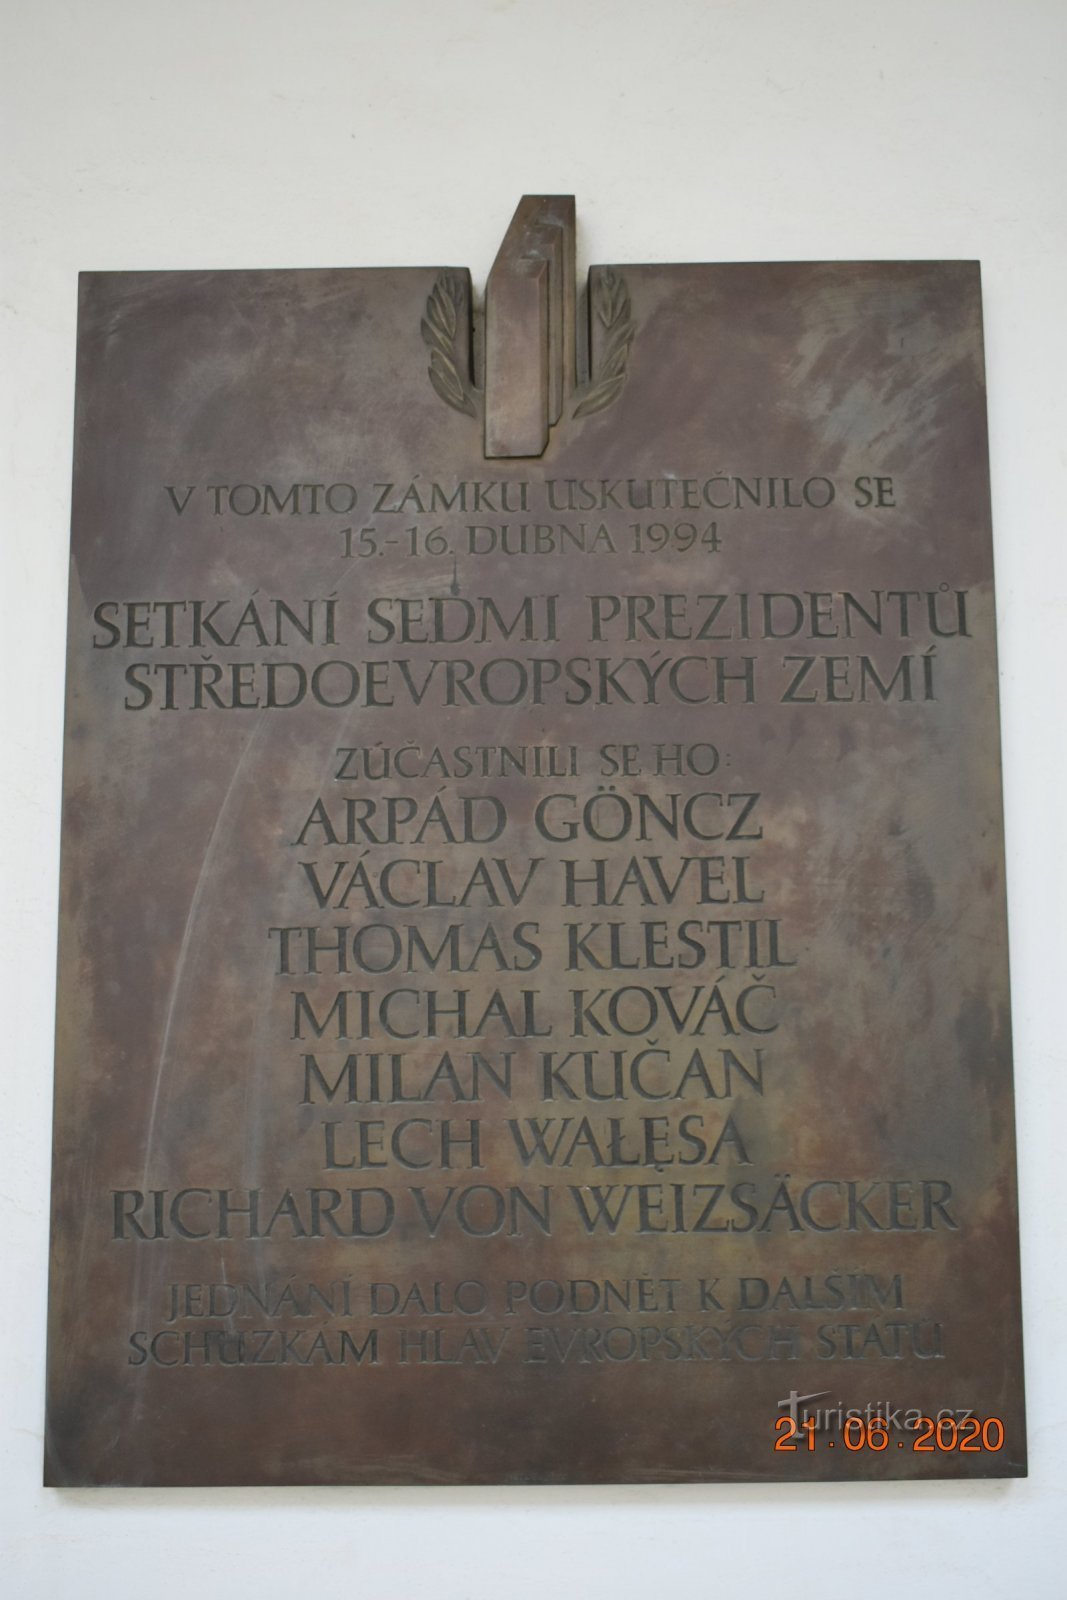 V TOMTO ZÁMKU USKUTEČNILO SE
15.-16. DUBNA 1994
SETKÁNÍ SEDMI PREZIDENTŮ
STŘEDOEVROPSKÝCH ZEMÍ
ZÚČASTNILI SE HO:
ARPÁD GÖNCZ
VÁCLAV HAVEL
THOMAS KLESTIL
MICHAL KOVÁČ
MILAN KUČAN
LECH WAŁĘSA
RICHARD VON WEIZSÄCKER
JEDNÁNÍ DALO PODNĚT K DALŠÍM
SCHŮZKÁM HLAV EVROPSKÝCH STÁTŮ
Turistika.cz
21.06.2020